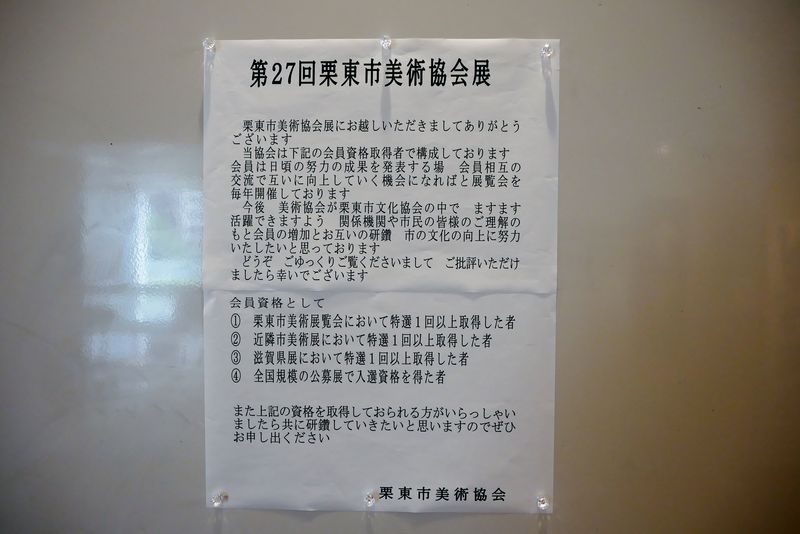 第27回栗東市美術協会展
栗東市美術協会展にお越しいただきましてありがとう
ございます
当協会は下記の会員資格取得者で構成しております
会員は日頃の努力の成果を発表する場　会員相互の
交流で互いに向上していく機会になればと展覧会を
毎年開催しております
今後　美術協会が栗東市文化協会の中で　ますます
活躍できますよう　関係機関や市民の皆様のご理解の
もと会員の増加とお互いの研鑽　市の文化の向上に努力
いたしたいと思っております
どうぞ　ごゆっくりご覧くださいまして　ご批評いただけ
ましたら幸いでございます
会員資格として
①　栗東市美術展覧会において特選１回以上取得した者
②　近隣市美術展において特選１回以上取得した者
③　滋賀県展において特選１回以上取得した者
④　全国規模の公募展で入選資格を得た者
また上記の資格を取得しておられる方がいらっしゃい
ましたら共に研鑽していきたいと思いますのでぜひ
お申し出ください
栗東市美術協会